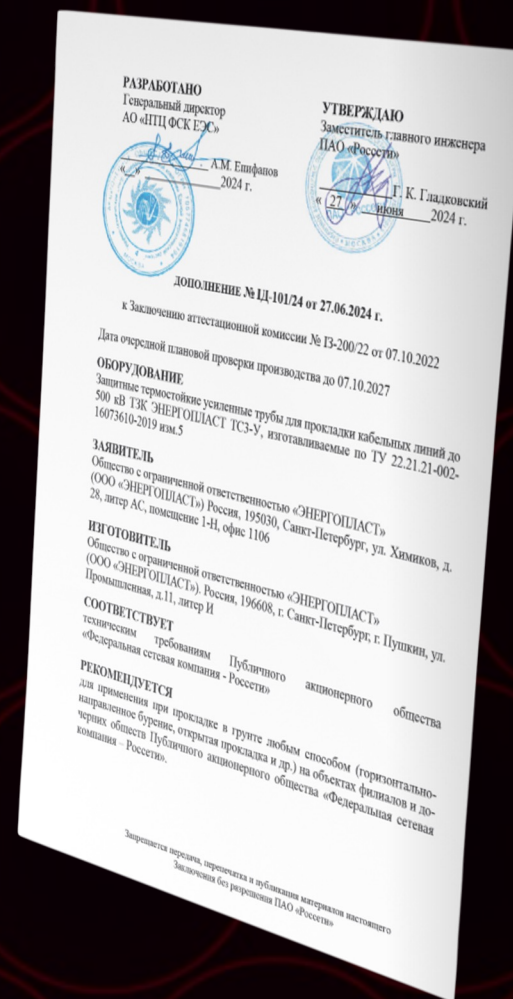 РАЗРАБОТАНО
Генеральный директор
АО «НТЦ ФСК ЕЭС»
А.М. Епифанов
«__» ____________ 2024 г.
УТВЕРЖДАЮ
Заместитель главного инженера
ПАО «Россети»
Г. К. Гладковский
« 27 » июня 2024 г.
ДОПОЛНЕНИЕ № IД-101/24 от 27.06.2024 г.
к Заключению аттестационной комиссии № IЗ-200/22 от 07.10.2022
Дата очередной плановой проверки производства до 07.10.2027
ОБОРУДОВАНИЕ
Защитные термостойкие усиленные трубы для прокладки кабельных линий до
500 кВ ТЗК ЭНЕРГОПЛАСТ ТСЗ-У, изготавливаемые по ТУ 22.21.21-002-
16073610-2019 изм.5
ЗАЯВИТЕЛЬ
Общество с ограниченной ответственностью «ЭНЕРГОПЛАСТ»
(ООО «ЭНЕРГОПЛАСТ») Россия, 195030, Санкт-Петербург, ул. Химиков, д.
28, литер АС, помещение 1-Н, офис 1106
ИЗГОТОВИТЕЛЬ
Общество с ограниченной ответственностью «ЭНЕРГОПЛАСТ»
(ООО «ЭНЕРГОПЛАСТ»). Россия, 196608, г. Санкт-Петербург, г. Пушкин, ул.
Промышленная, д.11, литер И
СООТВЕТСТВУЕТ
техническим требованиям Публичного акционерного общества
«Федеральная сетевая компания - Россети»
РЕКОМЕНДУЕТСЯ
для применения при прокладке в грунте любым способом (горизонтально-
направленное бурение, открытая прокладка и др.) на объектах филиалов и до-
черних обществ Публичного акционерного общества «Федеральная сетевая
компания – Россети».
Запрещается передача, перепечатка и публикация материалов настоящего
Заключения без разрешения ПАО «Россети»